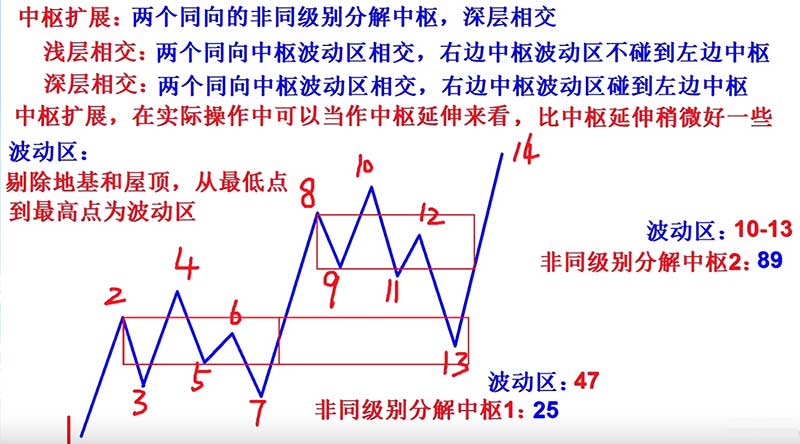 中枢扩展：两个同向的非同级别分解中枢，深层相交
浅层相交：两个同向中枢波动区相交，右边中枢波动区不碰到左边中枢
深层相交：两个同向中枢波动区相交，右边中枢波动区碰到左边中枢
中枢扩展，在实际操作中可以当作中枢延伸来看，比中枢延伸稍微好一些
波动区：
剔除地基和屋顶，从最低点
到最高点为波动区
14
10
8
12
波动区：10-13
非同级别分解中枢2：89
4
9
11
2
6
13
3
5
7
波动区：47
非同级别分解中枢1：25
1